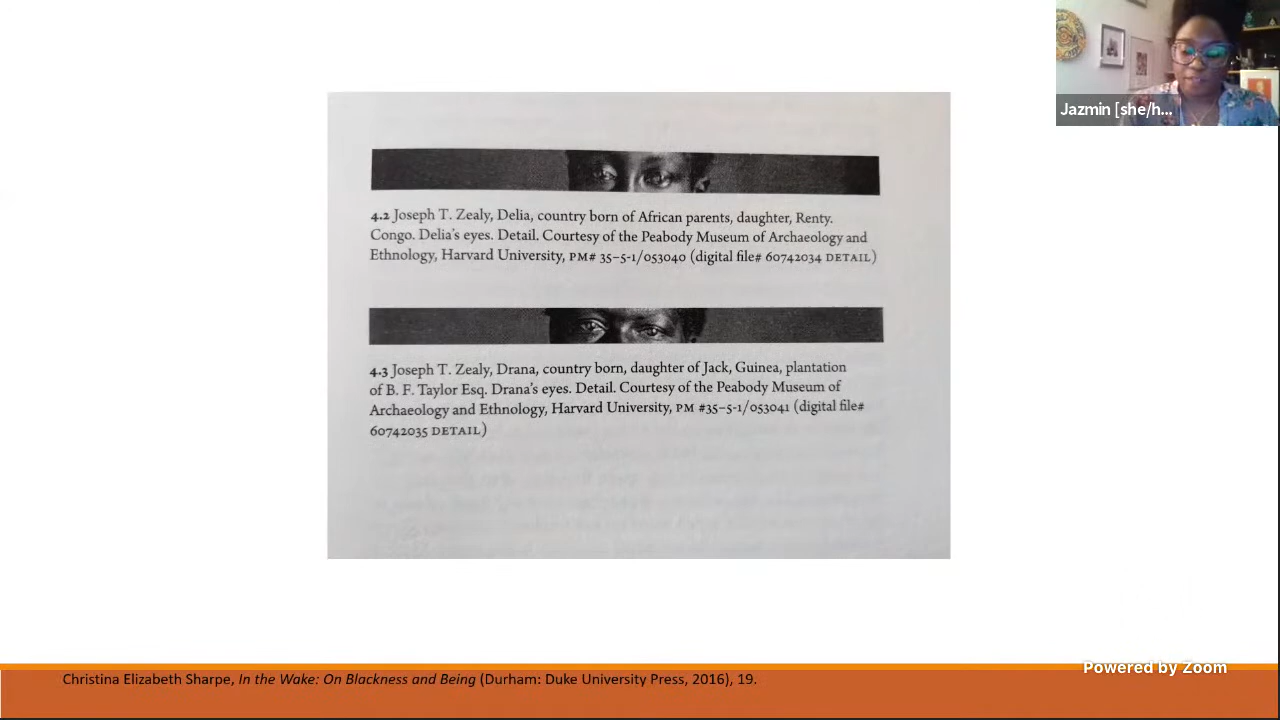 Jazmin [she/h...
4.2 Joseph T. Zealy, Delia, country born of African parents, daughter, Renty.
Congo. Delia's eyes. Detail. Courtesy of the Peabody Museum of Archaeology and
Ethnology, Harvard University, PM# 35–5-1/053040 (digital file# 60742034 DETAIL)
4.3 Joseph T. Zealy, Drana, country born, daughter of Jack, Guinea, plantation
of B. F. Taylor Esq. Drana's eyes. Detail. Courtesy of the Peabody Museum of
Archaeology and Ethnology, Harvard University, PM #35–5-1/053041 (digital file#
60742035 DETAIL)
Powered by Zoom
Christina Elizabeth Sharpe, In the Wake: On Blackness and Being (Durham: Duke University Press, 2016), 19.